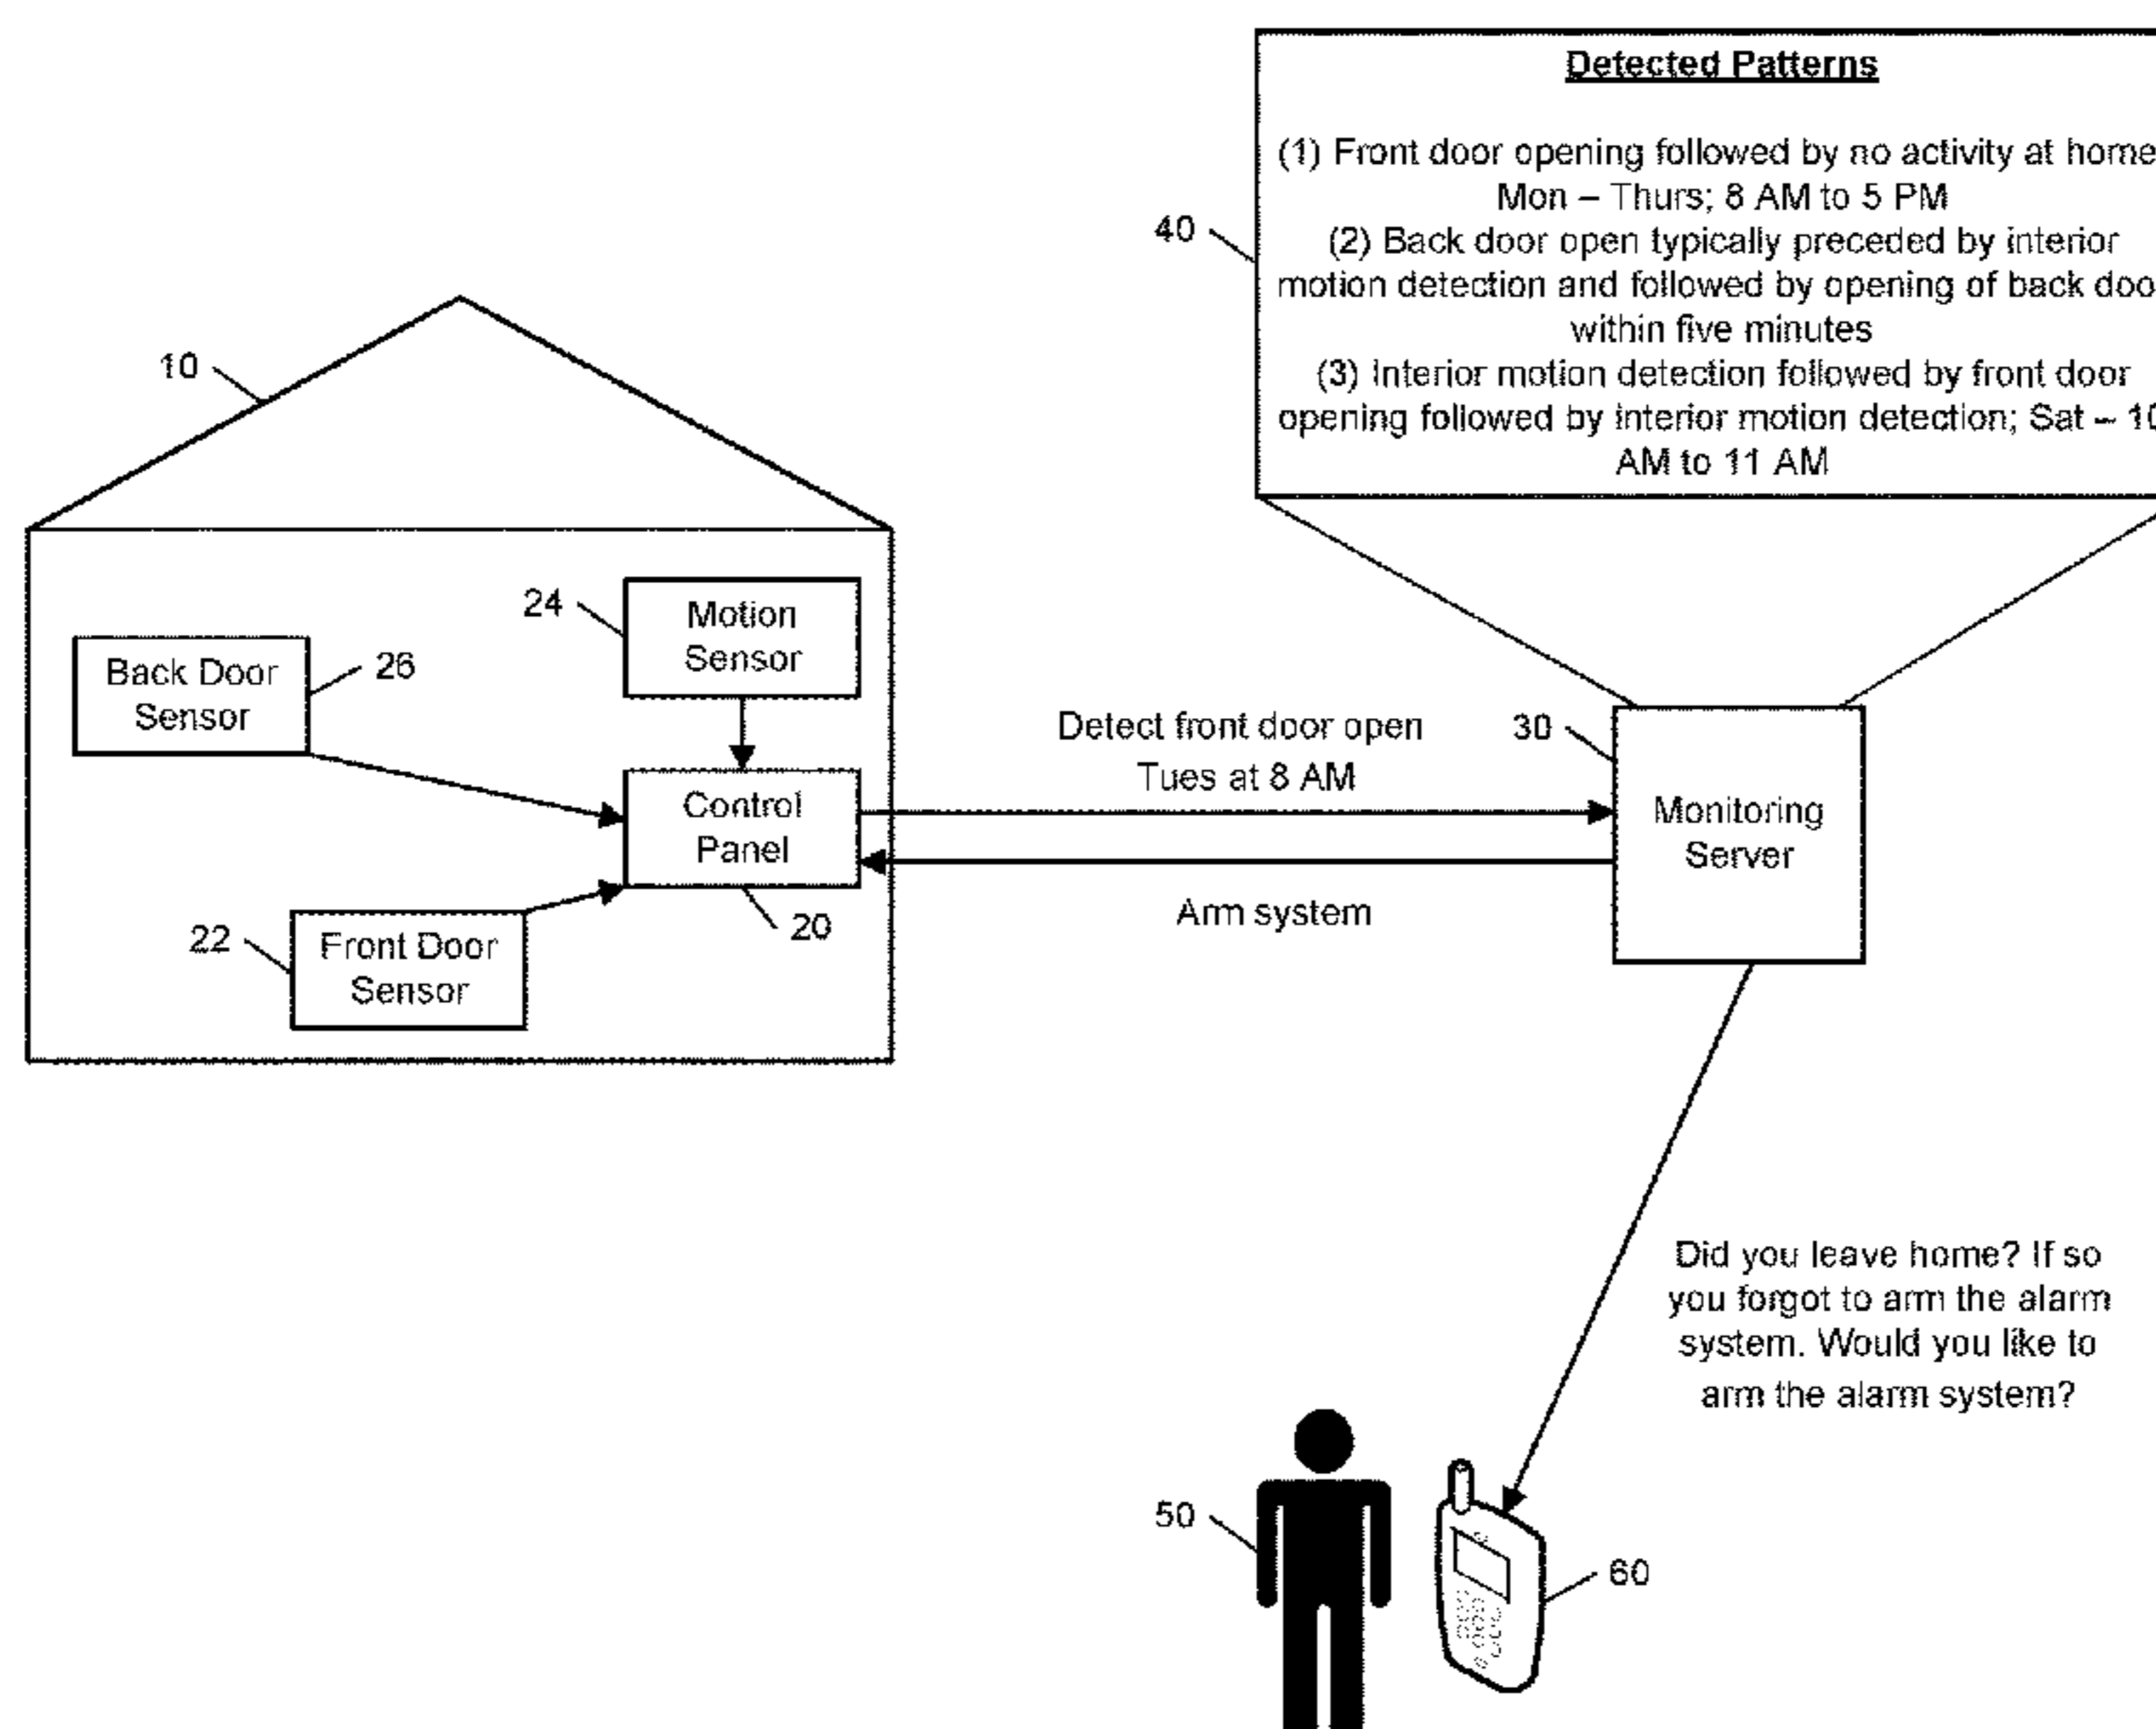 Detected Patterns
(1) Front door opening followed by no activity at home
Mon – Thurs; 8 AM to 5 PM
40
(2) Back door open typically preceded by interior
motion detection and followed by opening of back doo
within five minutes
(3) Interior motion detection followed by front door
opening followed by interior motion detection; Sat – 10
AM to 11 AM
10
24
Motion
Sensor
Back Door
Sensor
26
Detect front door open
Tues at 8 AM
30
Control
Panel
Monitoring
Server
Arm system
20
22
Front Door
Sensor
Did you leave home? If so
you forgot to arm the alarm
system. Would you like to
arm the alarm system?
50
60